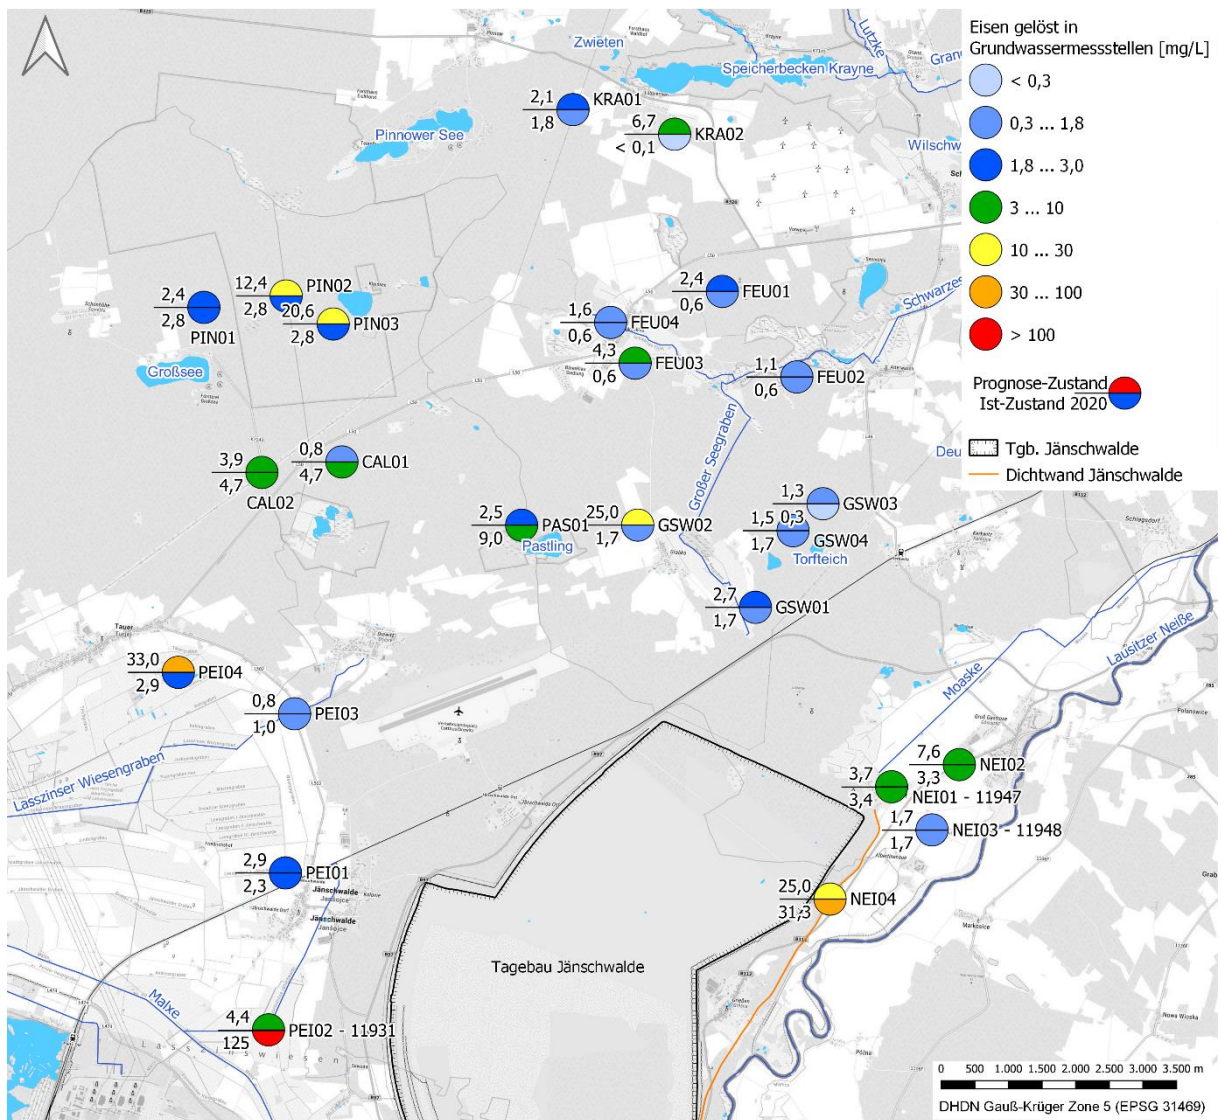 Eisen gelöst in
Grundwassermessstellen [mg/L]
< 0,3
0,3 ... 1,8
1,8 ... 3,0
3 ... 10
10 ... 30
30 ... 100
> 100
Prognose-Zustand
Ist-Zustand 2020
Tgb. Jänschwalde
Dichtwand Jänschwalde
Zwieten
Lutzke
Speicherbecken Krayne
Pinnower See
2,1
KRA01
1,8
6,7
KRA02
< 0,1
12,4
PIN02
2,8
20,6
PIN03
2,8
2,4
PIN01
2,8
Großsee
2,4
FEU01
0,6
1,6
FEU04
0,6
4,3
FEU03
0,6
1,1
FEU02
0,6
Großer Seegraben
0,8
CAL01
4,7
3,9
CAL02
4,7
2,5
PAS01
9,0
Pastling
25,0
GSW02
1,7
1,3
GSW03
0,3
1,5
GSW04
1,7
Torfteich
2,7
GSW01
1,7
Schlagsdorf
Tauer
Turjej
33,0
PEI04
2,9
0,8
PEI03
1,0
Lasszinser Wiesengraben
Moaske
Lausitzer Neiße
7,6
NEI02
3,3
3,7
NEI01 - 11947
3,4
1,7
NEI03 - 11948
1,7
25,0
NEI04
31,3
2,9
PEI01
2,3
Jänschwalde
Janšojce
Tagebau Jänschwalde
Malxe
4,4
PEI02 - 11931
125
0 500 1.000 1.500 2.000 2.500 3.000 3.500 m
DHDN Gauß-Krüger Zone 5 (EPSG 31469)